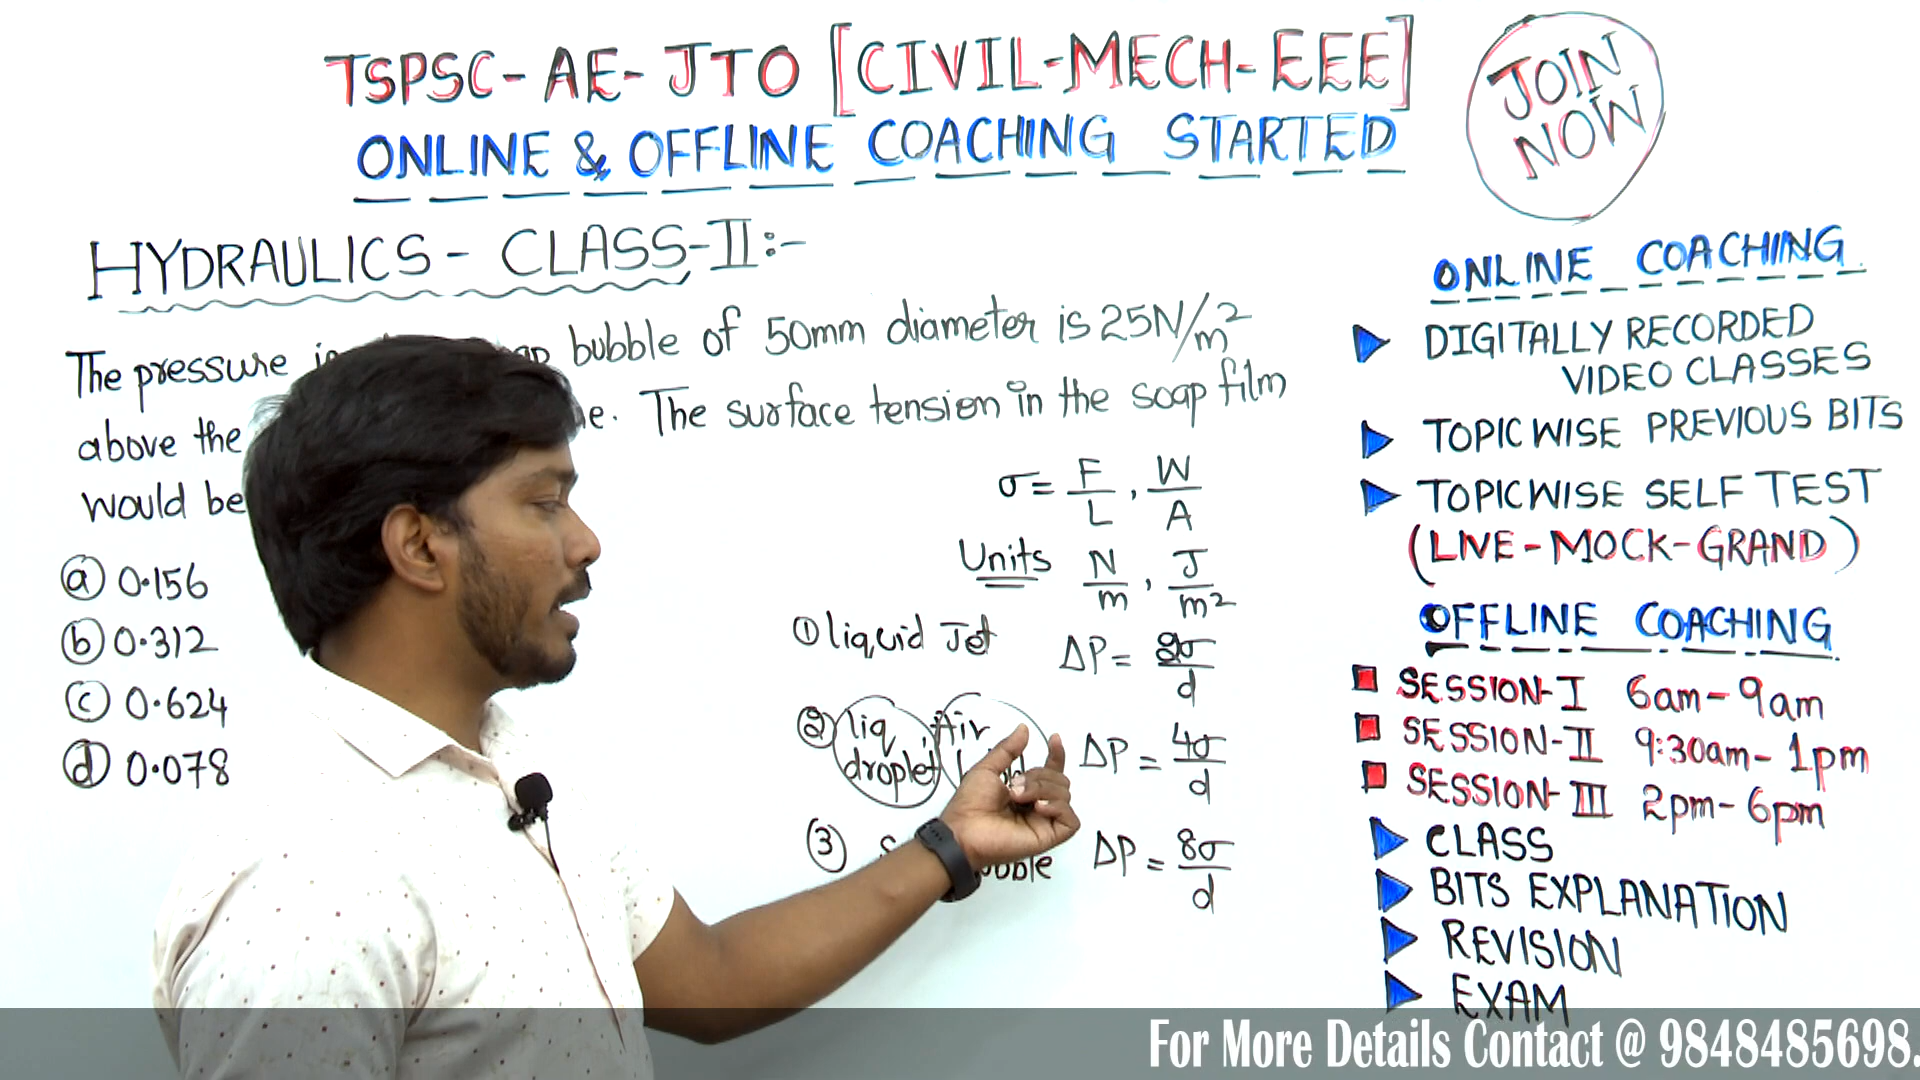 TSPSC-AE-JTO [CIVIL-MECH-EEE]
ONLINE & OFFLINE COACHING STARTED
JOIN
NOW
HYDRAULICS - CLASS-II:-
The pressure bubble of 50mm diameter is 25N/m²
above the The surface tension in the soap film
would be
(a) 0.156
(b) 0.312
(c) 0.624
(d) 0.078
σ = F/L , W/A
Units N/m , J/m²
(1) liquid Jet ΔP = 2σ/d
(2) liq droplet, Air ΔP = 4σ/d
(3) ΔP = 8σ/d
ONLINE COACHING
DIGITALLY RECORDED
VIDEO CLASSES
TOPICWISE PREVIOUS BITS
TOPICWISE SELF TEST
(LIVE-MOCK-GRAND)
OFFLINE COACHING
SESSION-I 6am-9am
SESSION-II 9:30am-1pm
SESSION-III 2pm-6pm
CLASS
BITS EXPLANATION
REVISION
EXAM
For More Details Contact @ 9848485698.